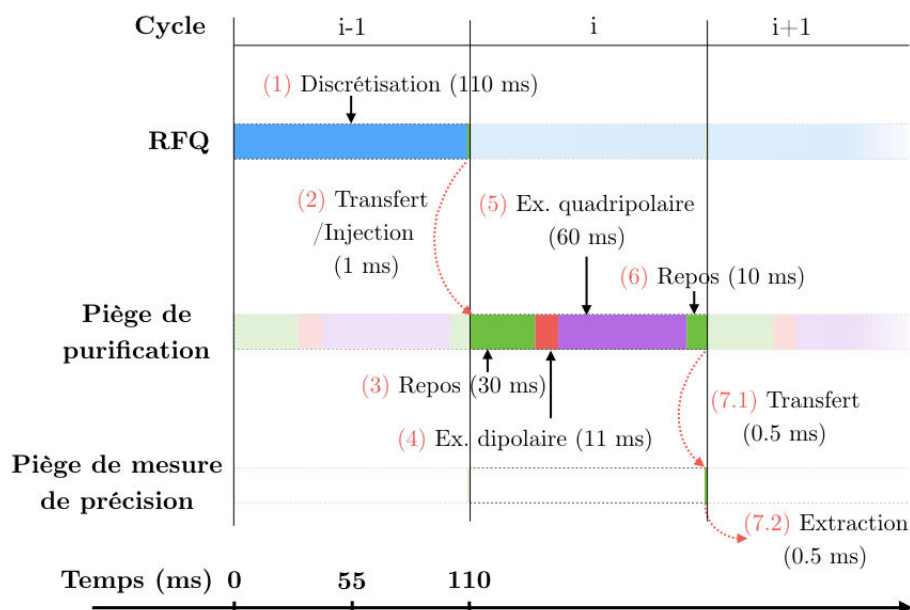 Cycle i-1 i i+1
(1) Discrétisation (110 ms)
RFQ
(2) Transfert
/Injection
(1 ms)
(5) Ex. quadripolaire
(60 ms)
(6) Repos (10 ms)
Piège de
purification
(3) Repos (30 ms)
(4) Ex. dipolaire (11 ms)
(7.1) Transfert
(0.5 ms)
Piège de mesure
de précision
(7.2) Extraction
(0.5 ms)
Temps (ms) 0 55 110